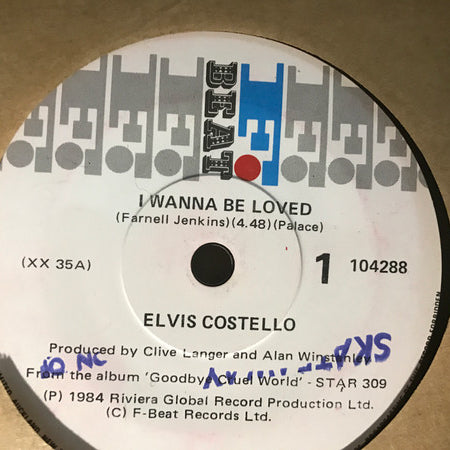 F.
BEAT
I WANNA BE LOVED
(Farnell Jenkins)(4.48)(Palace)
(XX 35A)
1 104288
ELVIS COSTELLO
Produced by Clive Langer and Alan Winstanley
From the album 'Goodbye Cruel World' - STAR 309
(P) 1984 Riviera Global Record Production Ltd.
(C) F-Beat Records Ltd.